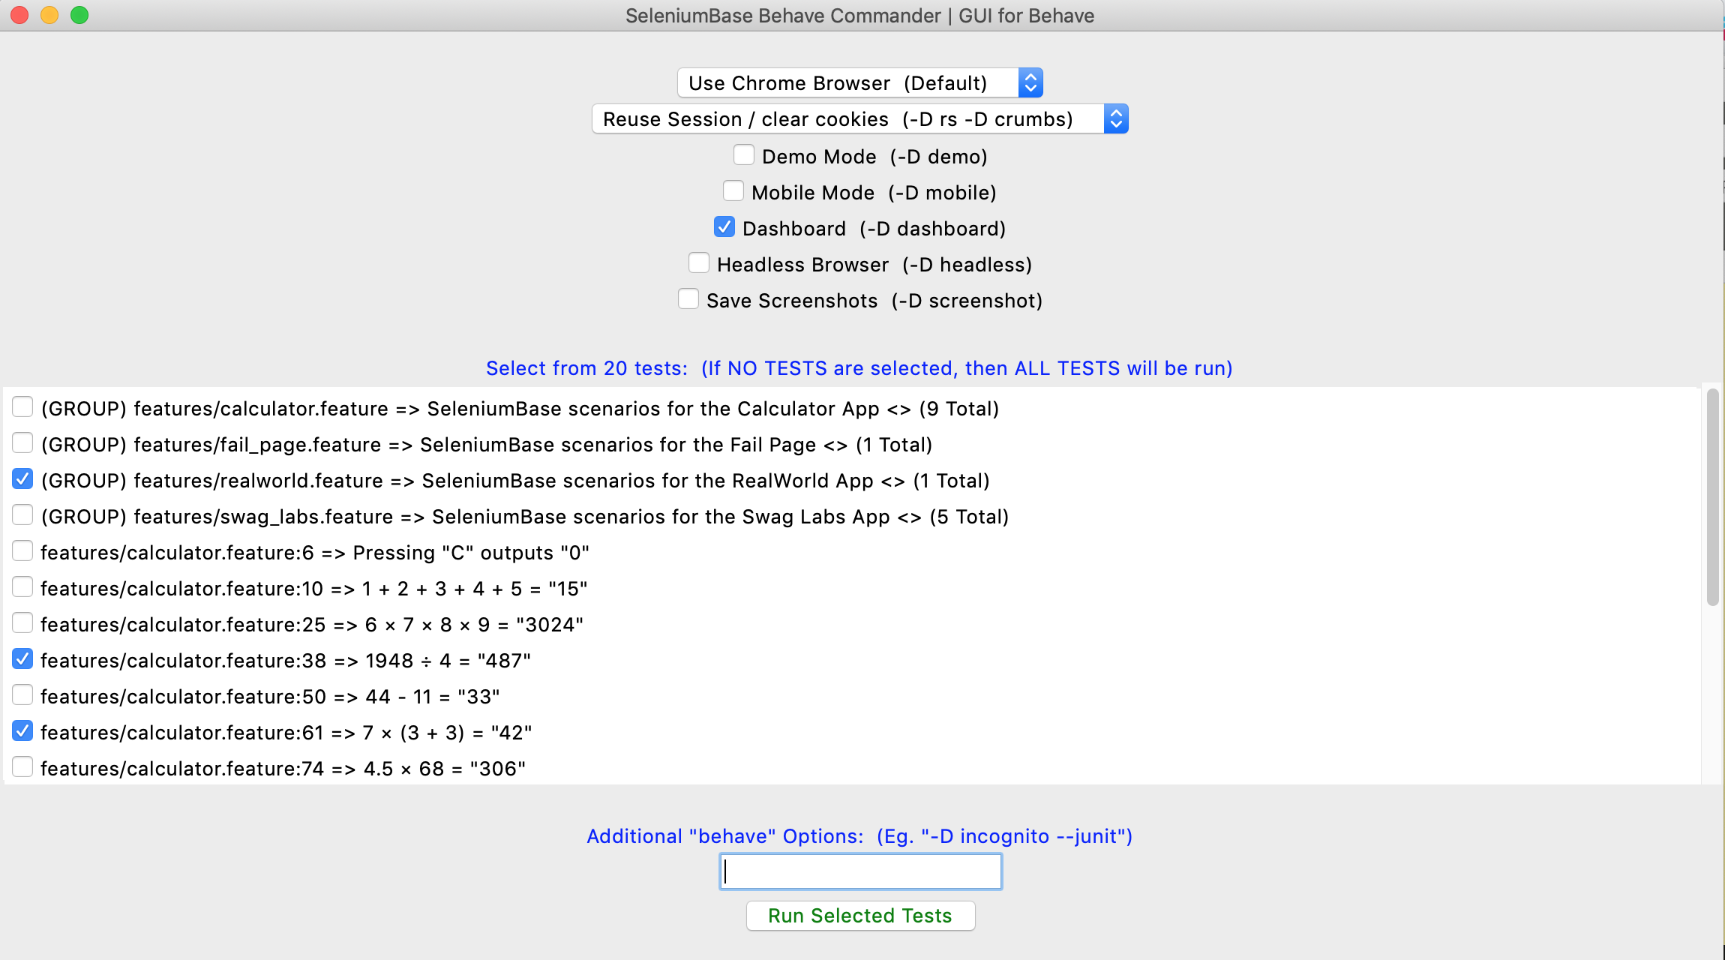 SeleniumBase Behave Commander | GUI for Behave
Use Chrome Browser  (Default)
Reuse Session / clear cookies  (-D rs -D crumbs)
Demo Mode  (-D demo)
Mobile Mode  (-D mobile)
Dashboard  (-D dashboard)
Headless Browser  (-D headless)
Save Screenshots  (-D screenshot)
Select from 20 tests:  (If NO TESTS are selected, then ALL TESTS will be run)
(GROUP) features/calculator.feature => SeleniumBase scenarios for the Calculator App <> (9 Total)
(GROUP) features/fail_page.feature => SeleniumBase scenarios for the Fail Page <> (1 Total)
(GROUP) features/realworld.feature => SeleniumBase scenarios for the RealWorld App <> (1 Total)
(GROUP) features/swag_labs.feature => SeleniumBase scenarios for the Swag Labs App <> (5 Total)
features/calculator.feature:6 => Pressing "C" outputs "0"
features/calculator.feature:10 => 1 + 2 + 3 + 4 + 5 = "15"
features/calculator.feature:25 => 6 × 7 × 8 × 9 = "3024"
features/calculator.feature:38 => 1948 ÷ 4 = "487"
features/calculator.feature:50 => 44 - 11 = "33"
features/calculator.feature:61 => 7 × (3 + 3) = "42"
features/calculator.feature:74 => 4.5 × 68 = "306"
Additional "behave" Options:  (Eg. "-D incognito --junit")
Run Selected Tests